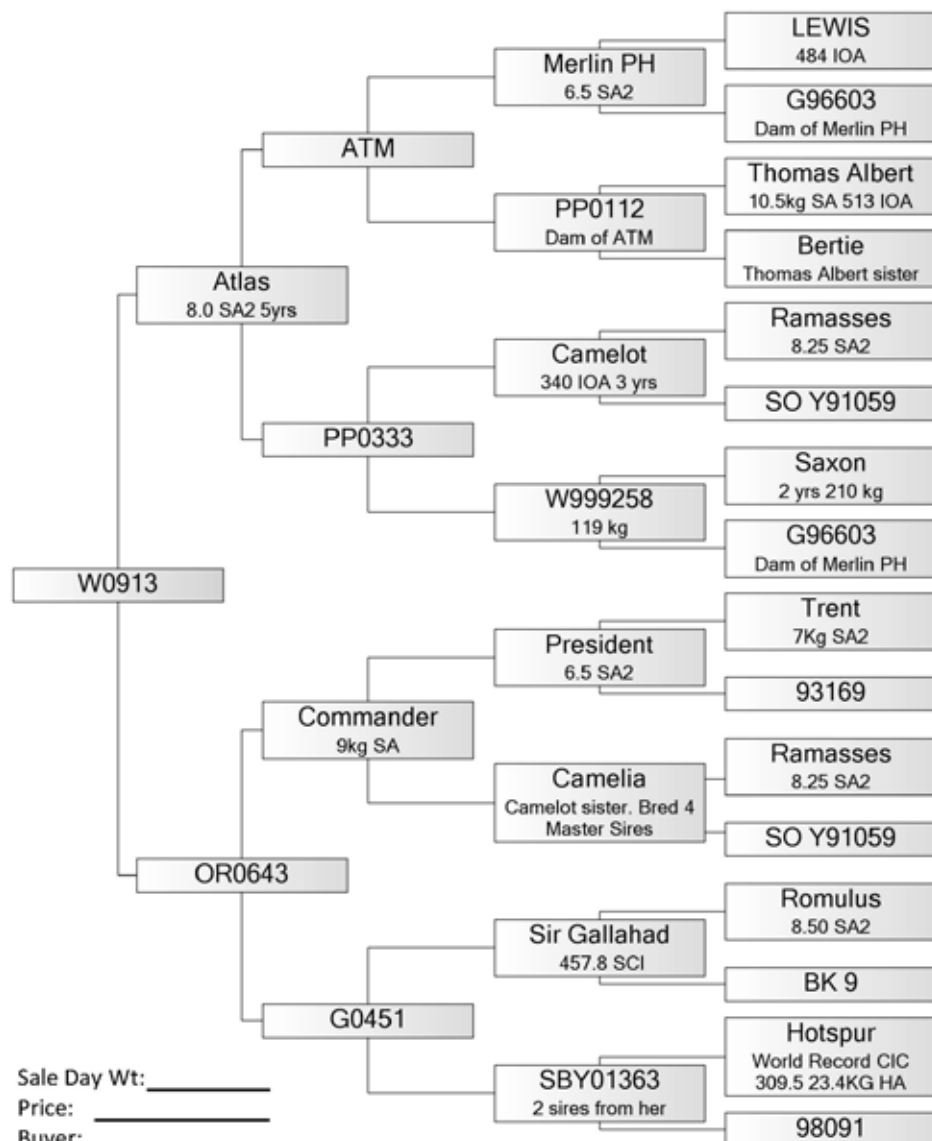 LEWIS
484 IOA
Merlin PH
6.5 SA2
G96603
Dam of Merlin PH
ATM
Thomas Albert
10.5kg SA 513 IOA
PP0112
Dam of ATM
Bertie
Thomas Albert sister
Atlas
8.0 SA2 5yrs
Ramasses
8.25 SA2
Camelot
340 IOA 3 yrs
SO Y91059
PP0333
Saxon
2 yrs 210 kg
W999258
119 kg
G96603
Dam of Merlin PH
W0913
Trent
7Kg SA2
President
6.5 SA2
93169
Commander
9kg SA
Ramasses
8.25 SA2
Camelia
Camelot sister. Bred 4
Master Sires
SO Y91059
OR0643
Romulus
8.50 SA2
Sir Gallahad
457.8 SCI
BK 9
G0451
Hotspur
World Record CIC
309.5 23.4KG HA
SBY01363
2 sires from her
98091
Sale Day Wt:
Price:
Buyer: